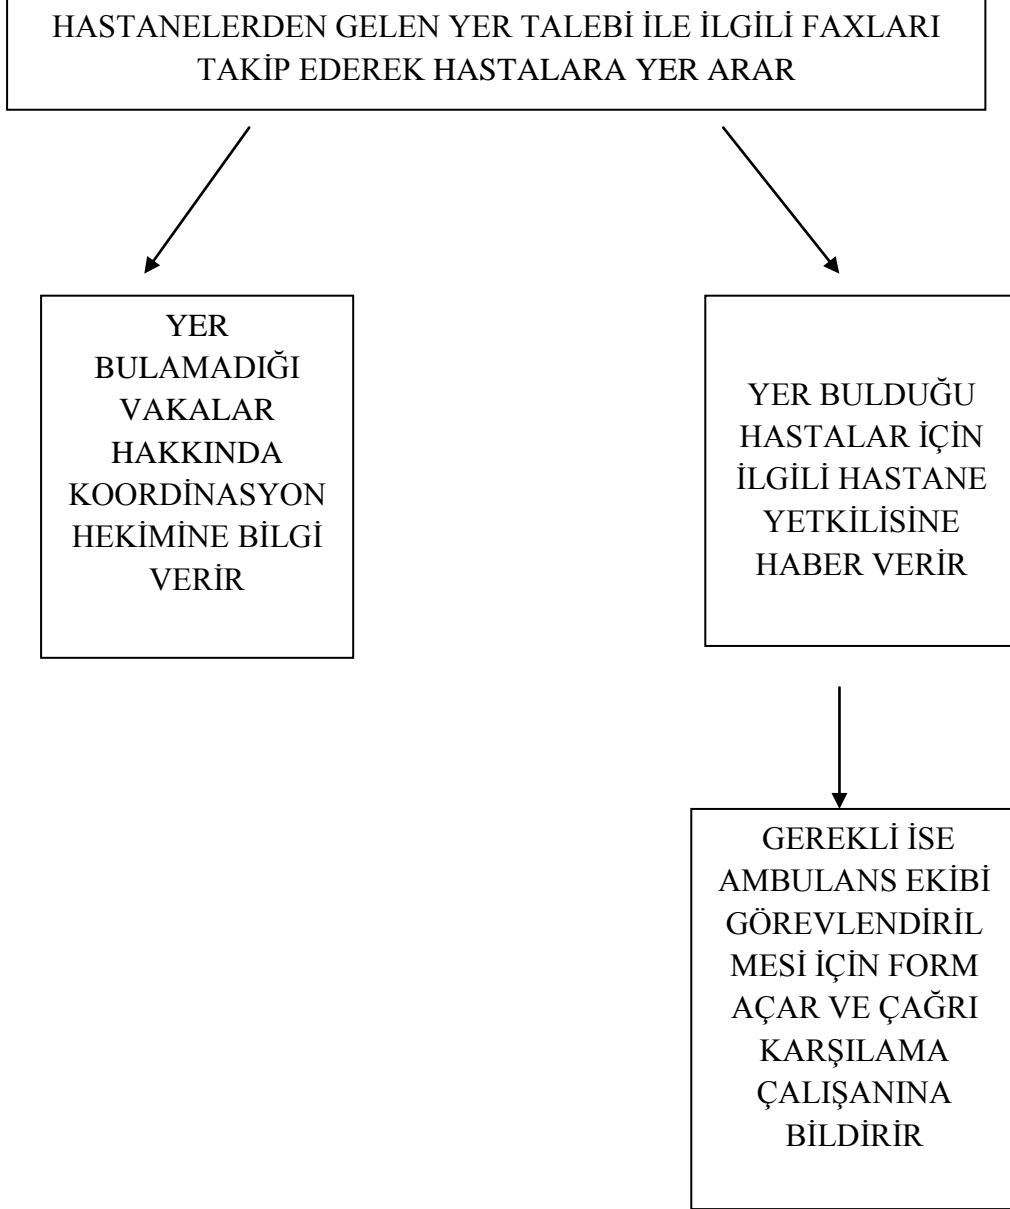 HASTANELERDEN GELEN YER TALEBİ İLE İLGİLİ FAXLARI
TAKİP EDEREK HASTALARA YER ARAR
YER
BULAMADIĞI
VAKALAR
HAKKINDA
KOORDİNASYON
HEKİMİNE BİLGİ
VERİR
YER BULDUĞU
HASTALAR İÇİN
İLGİLİ HASTANE
YETKİLİSİNE
HABER VERİR
GEREKLİ İSE
AMBULANS EKİBİ
GÖREVLENDİRİL
MESİ İÇİN FORM
AÇAR VE ÇAĞRI
KARŞILAMA
ÇALIŞANINA
BİLDİRİR